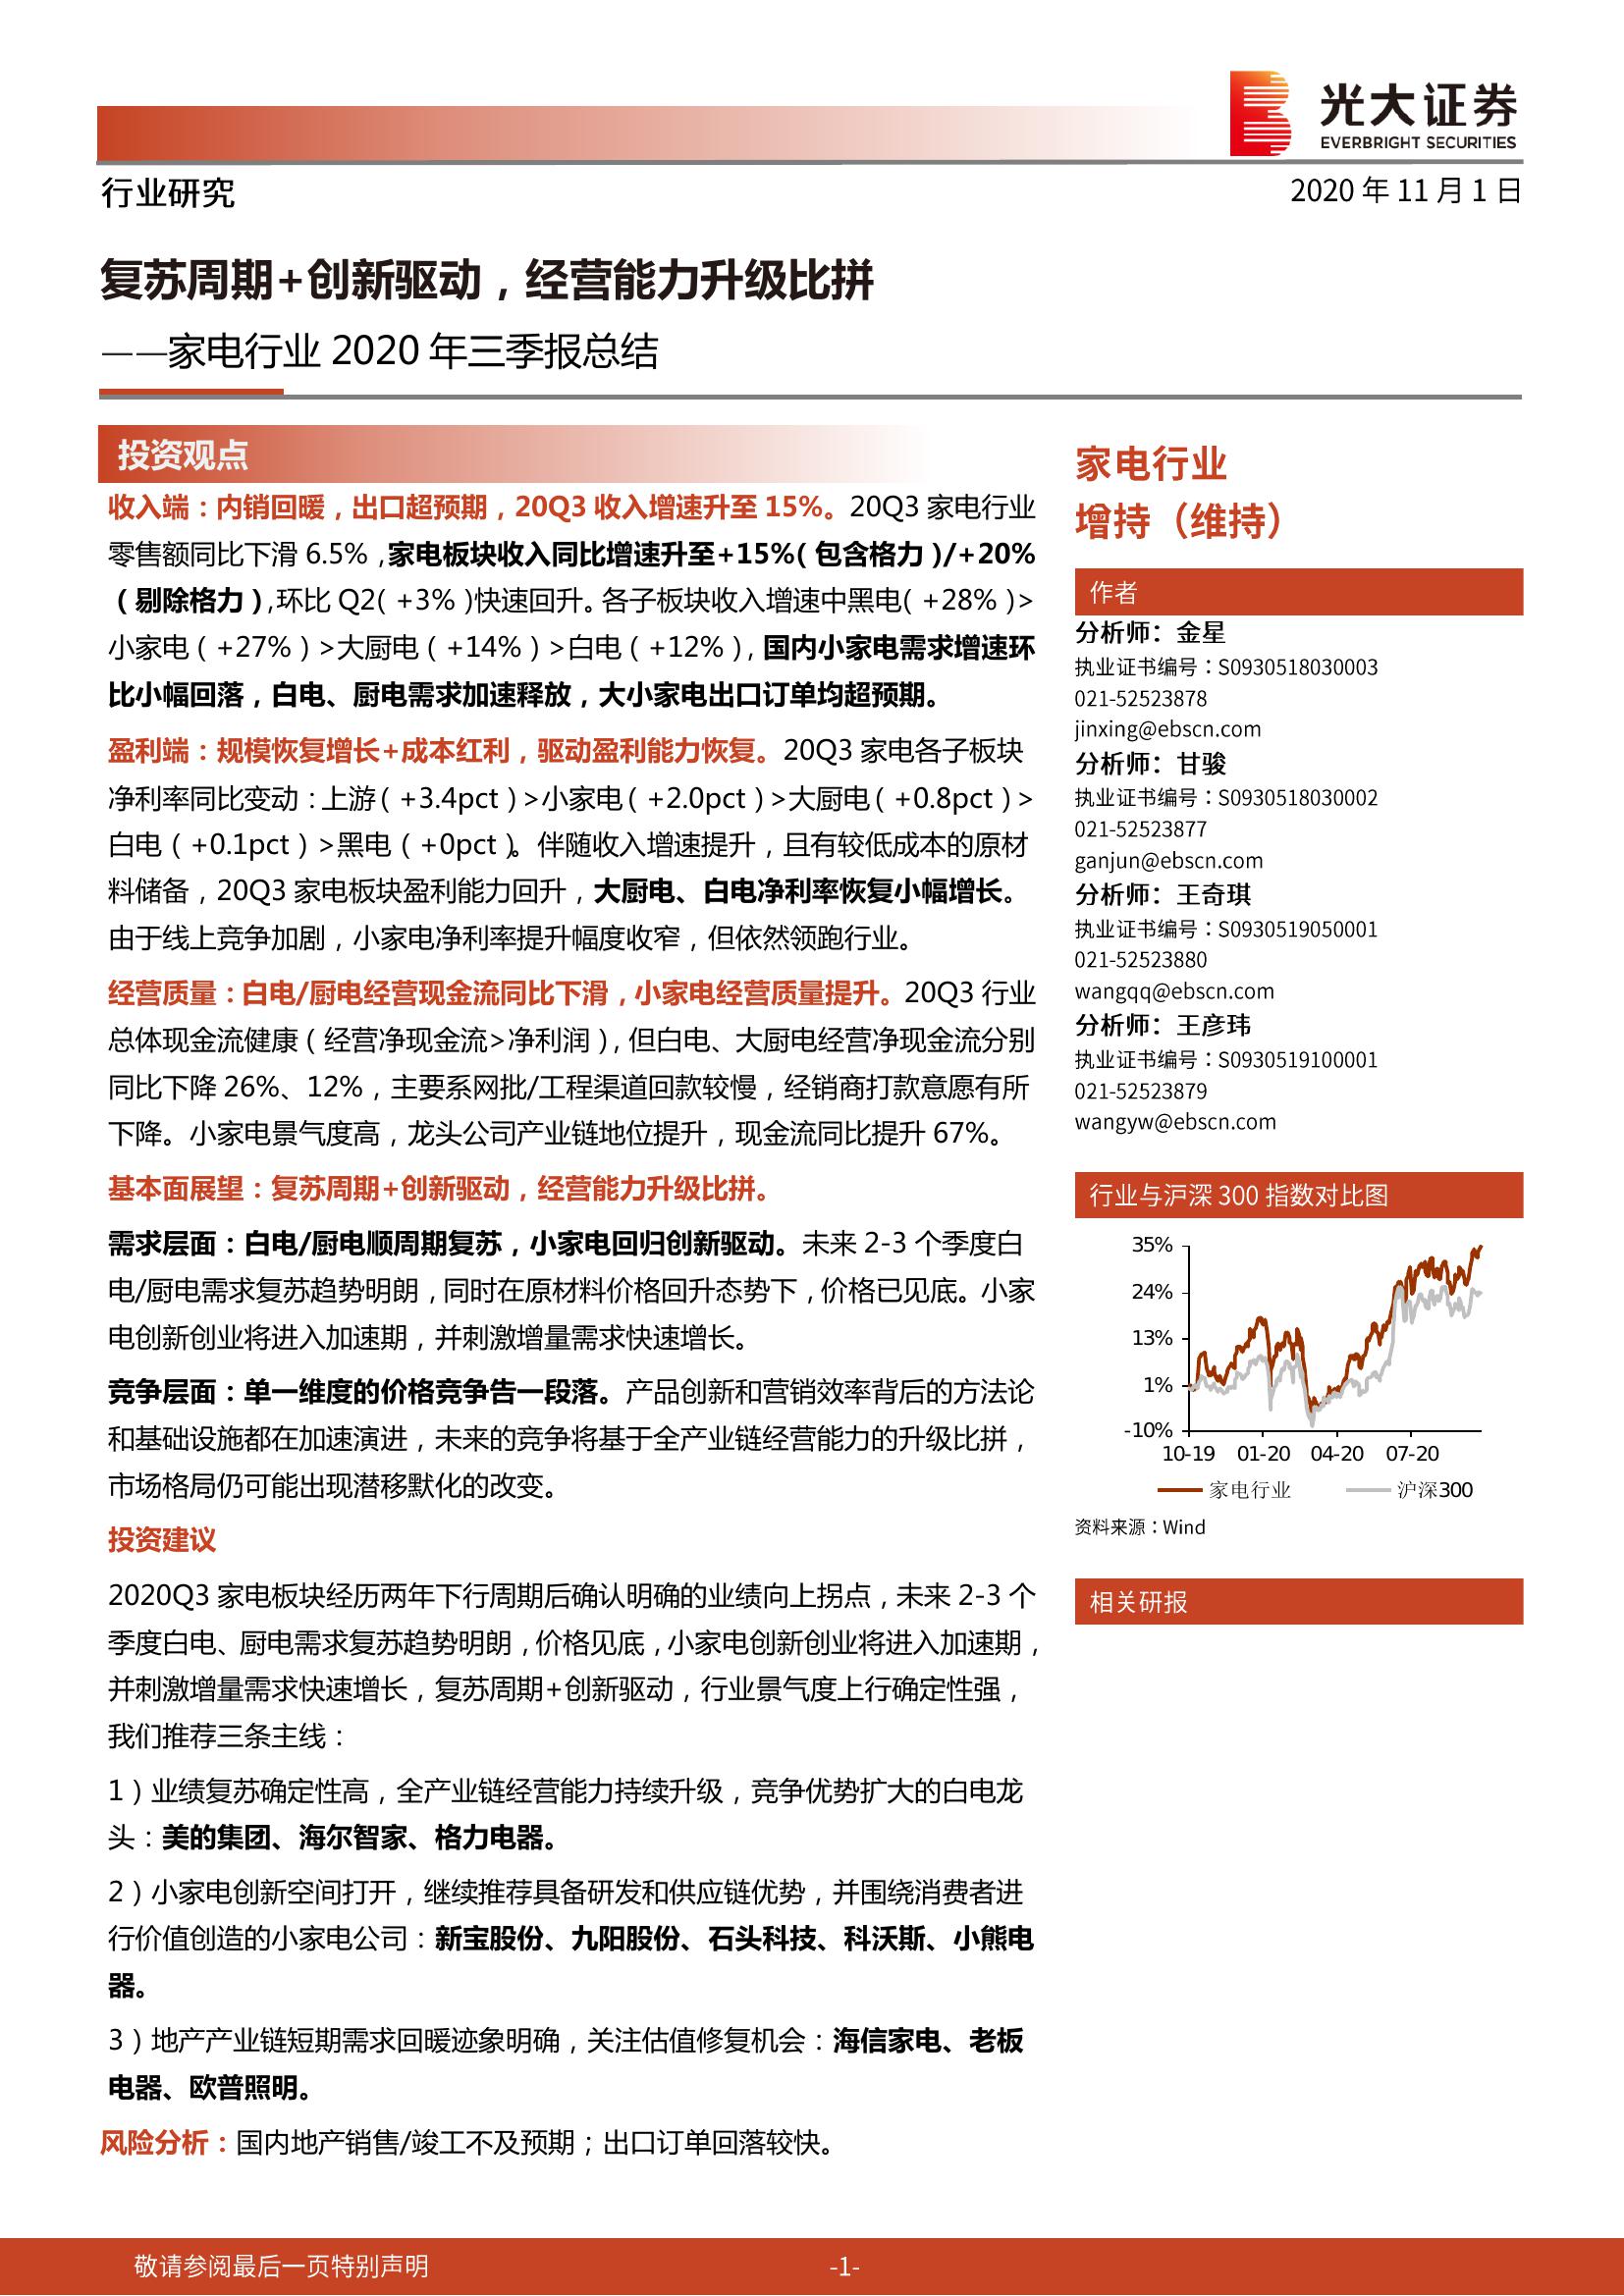 光大证券
EVERBRIGHT SECURITIES
行业研究
2020 年 11 月 1 日
复苏周期+创新驱动，经营能力升级比拼
——家电行业 2020 年三季报总结
投资观点
收入端：内销回暖，出口超预期，20Q3 收入增速升至 15%。20Q3 家电行业
零售额同比下滑 6.5%，家电板块收入同比增速升至+15%（包含格力）/+20%
（剔除格力），环比 Q2（+3%）快速回升。各子板块收入增速中黑电（+28%）>
小家电（+27%）>大厨电（+14%）>白电（+12%），国内小家电需求增速环
比小幅回落，白电、厨电需求加速释放，大小家电出口订单均超预期。
盈利端：规模恢复增长+成本红利，驱动盈利能力恢复。20Q3 家电各子板块
净利率同比变动：上游（+3.4pct）>小家电（+2.0pct）>大厨电（+0.8pct）>
白电（+0.1pct）>黑电（+0pct）。伴随收入增速提升，且有较低成本的原材
料储备，20Q3 家电板块盈利能力回升，大厨电、白电净利率恢复小幅增长。
由于线上竞争加剧，小家电净利率提升幅度收窄，但依然领跑行业。
经营质量：白电/厨电经营现金流同比下滑，小家电经营质量提升。20Q3 行业
总体现金流健康（经营净现金流>净利润），但白电、大厨电经营净现金流分别
同比下降 26%、12%，主要系网批/工程渠道回款较慢，经销商打款意愿有所
下降。小家电景气度高，龙头公司产业链地位提升，现金流同比提升 67%。
基本面展望：复苏周期+创新驱动，经营能力升级比拼。
需求层面：白电/厨电顺周期复苏，小家电回归创新驱动。未来 2-3 个季度白
电/厨电需求复苏趋势明朗，同时在原材料价格回升态势下，价格已见底。小家
电创新创业将进入加速期，并刺激增量需求快速增长。
竞争层面：单一维度的价格竞争告一段落。产品创新和营销效率背后的方法论
和基础设施都在加速演进，未来的竞争将基于全产业链经营能力的升级比拼，
市场格局仍可能出现潜移默化的改变。
投资建议
2020Q3 家电板块经历两年下行周期后确认明确的业绩向上拐点，未来 2-3 个
季度白电、厨电需求复苏趋势明朗，价格见底，小家电创新创业将进入加速期，
并刺激增量需求快速增长，复苏周期+创新驱动，行业景气度上行确定性强，
我们推荐三条主线：
1）业绩复苏确定性高，全产业链经营能力持续升级，竞争优势扩大的白电龙
头：美的集团、海尔智家、格力电器。
2）小家电创新空间打开，继续推荐具备研发和供应链优势，并围绕消费者进
行价值创造的小家电公司：新宝股份、九阳股份、石头科技、科沃斯、小熊电
器。
3）地产产业链短期需求回暖迹象明确，关注估值修复机会：海信家电、老板
电器、欧普照明。
风险分析：国内地产销售/竣工不及预期；出口订单回落较快。
家电行业
增持（维持）
作者
分析师：金星
执业证书编号：S0930518030003
021-52523878
jinxing@ebscn.com
分析师：甘骏
执业证书编号：S0930518030002
021-52523877
ganjun@ebscn.com
分析师：王奇琪
执业证书编号：S0930519050001
021-52523880
wangqq@ebscn.com
分析师：王彦玮
执业证书编号：S0930519100001
021-52523879
wangyw@ebscn.com
行业与沪深 300 指数对比图
35%
24%
13%
1%
-10%
10-19 01-20 04-20 07-20
家电行业 沪深300
资料来源：Wind
相关研报
敬请参阅最后一页特别声明 -1-